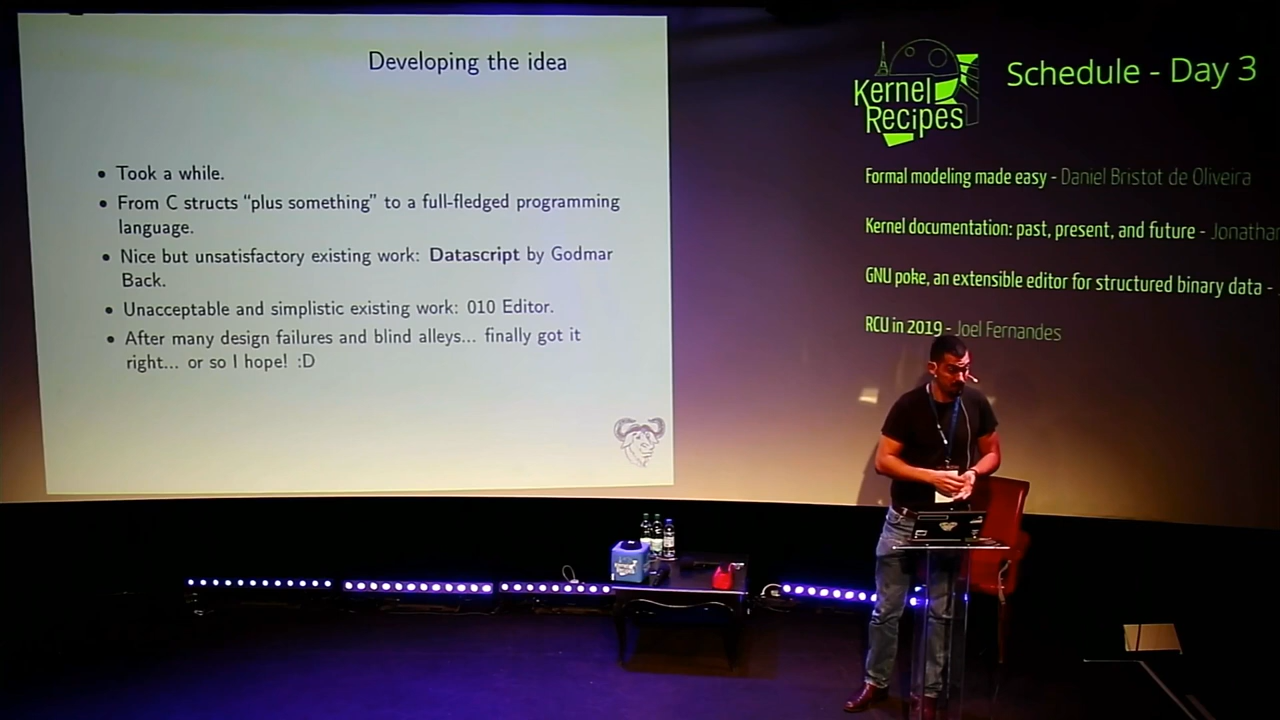 Developing the idea
• Took a while.
• From C structs “plus something” to a full-fledged programming
language.
• Nice but unsatisfactory existing work: Datascript by Godmar
Back.
• Unacceptable and simplistic existing work: 010 Editor.
• After many design failures and blind alleys... finally got it
right... or so I hope! :D
Kernel
Recipes
Schedule - Day 3
Formal modeling made easy - Daniel Bristot de Oliveira
Kernel documentation: past, present, and future - Jonathan
GNU poke, an extensible editor for structured binary data -
RCU in 2019 - Joel Fernandes